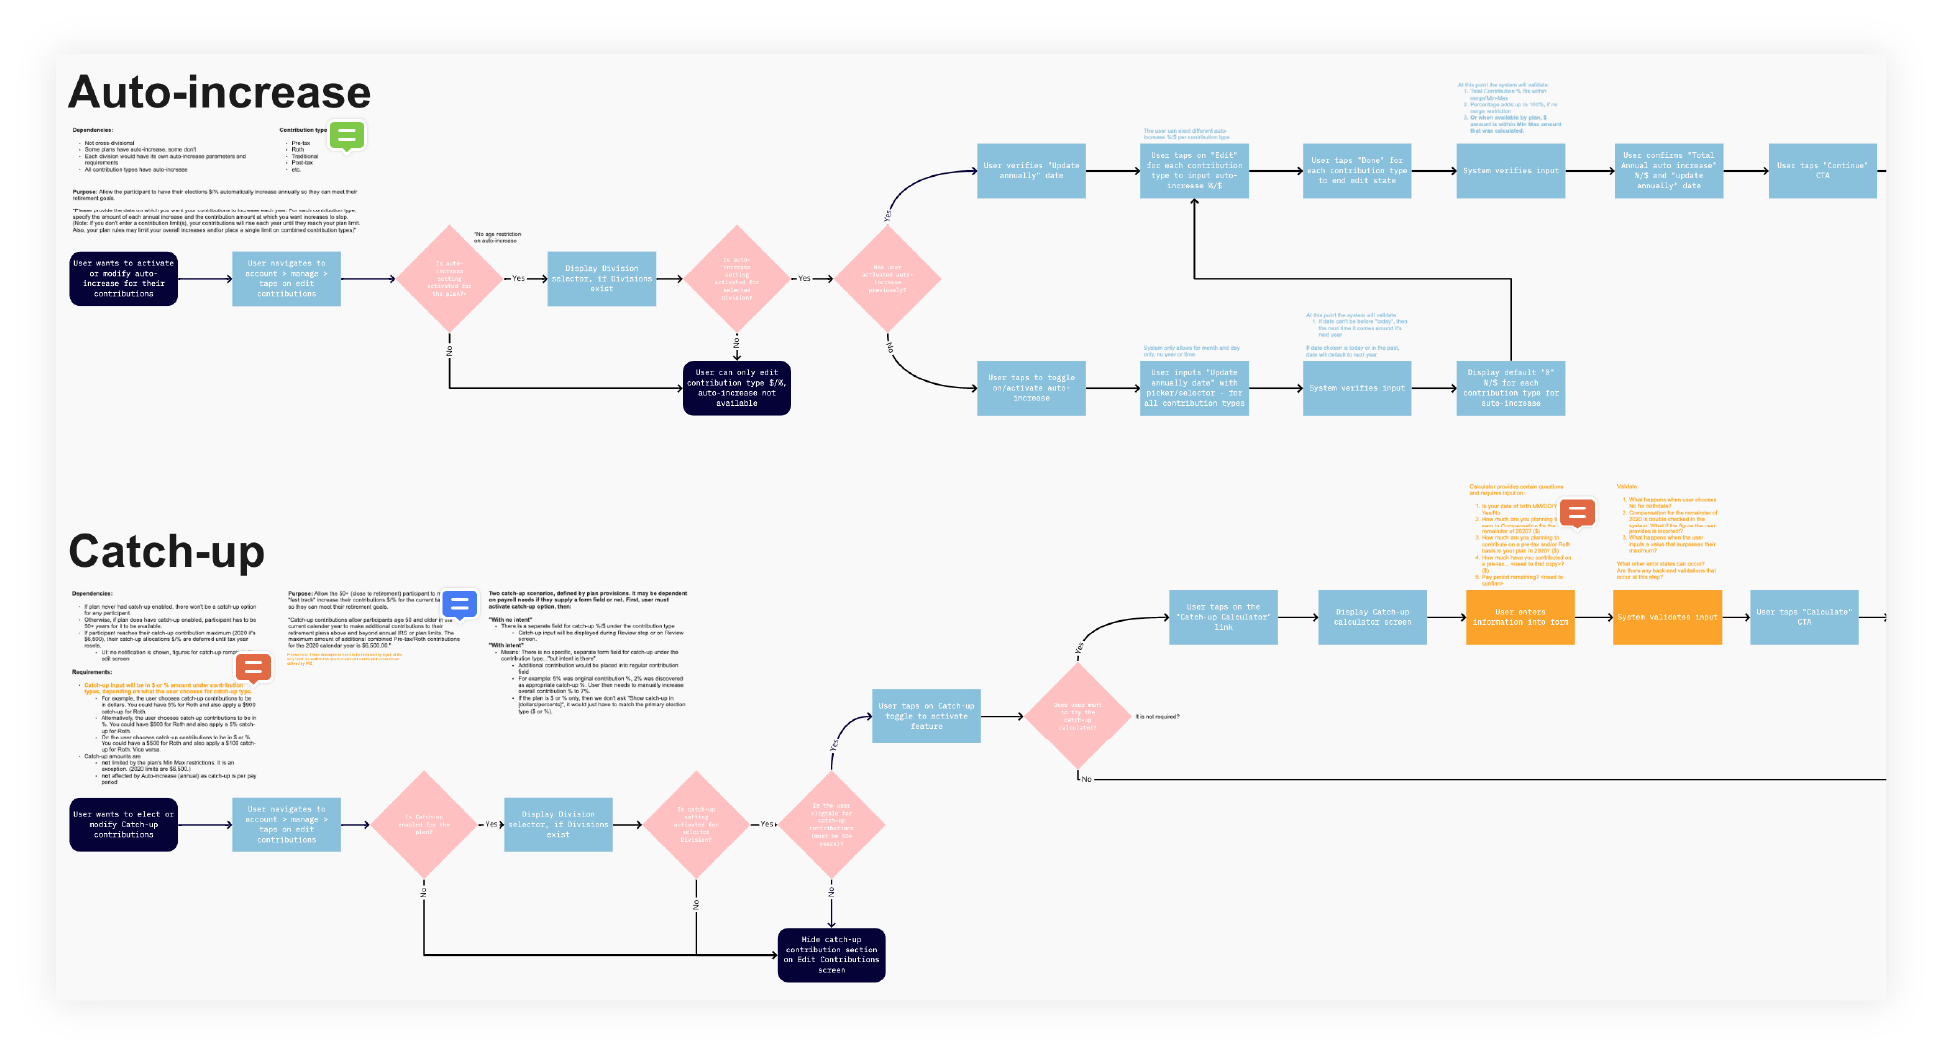 Auto-increase
Dependencies:
- Not cross-divisional
- Some plans have auto-increase, some don't
- Each division would have its own auto-increase parameters and
requirements
- All contribution types have auto-increase
Contribution type
- Pre-tax
- Roth
- Traditional
- Post-tax
- etc.
Purpose: Allow the participant to have their elections $/% automatically increase annually so they can meet their
retirement goals.
"Please provide the date on which you want your contributions to increase each year. For each contribution type,
specify the amount of each annual increase and the contribution amount at which you want increases to stop.
(Note: if you don't enter a contribution limit(s), your contributions will rise each year until they reach your plan limit.
Also, your plan rules may limit your overall increases and/or place a single limit on combined contribution types)"
User wants to activate
or modify auto-
increase for their
contributions
User navigates to
account > manage >
taps on edit
contributions
Is auto-
increase
setting
activated for
the plan?*
*No age restriction
on auto-increase
Yes
No
Display Division
selector, if Divisions
exist
Is auto-
increase
setting
activated for
selected
Division?
Yes
No
User can only edit
contribution type $/%,
auto-increase not
available
Has user
activated auto-
increase
previously?
Yes
No
User verifies "Update
annually" date
The user can elect different auto-
increase %/$ per contribution type
User taps on "Edit"
for each contribution
type to input auto-
increase %/$
User taps "Done" for
each contribution type
to end edit state
At this point the system will validate:
1. Total Contribution % fits within
range/Min-Max
2. Percentage adds up to 100%, if no
range restriction
3. Or when available by plan, $
amount is within Min Max amount
that was calculated.
System verifies input
User confirms "Total
Annual auto increase"
%/$ and "update
annually" date
User taps "Continue"
CTA
User taps to toggle
on/activate auto-
increase
System only allows for month and day
only, no year or time
User inputs "Update
annually date" with
picker/selector - for
all contribution types
At this point the system will validate:
1. If date can't be before "today", then
the next time it comes around it's
next year
If date chosen is today or in the past,
date will default to next year
System verifies input
Display default "0"
%/$ for each
contribution type for
auto-increase
Catch-up
Dependencies:
- If plan never had catch-up enabled, there won't be a catch-up option
for any participant
- Otherwise, if plan does have catch-up enabled, participant has to be
50+ years for it to be available.
- If participant reaches their catch-up contribution maximum (2020 it's
$6,500), their catch-up allocations $/% are deferred until tax year
resets.
UI: no notification is shown, figures for catch-up
edit screen
Requirements:
- Catch-up input will be in $ or % amount under contribution
types, depending on what the user chooses for catch-up type.
For example, the user chooses catch-up contributions to be
in dollars. You could have 5% for Roth and also apply a $900
catch-up for Roth.
Alternatively, the user chooses catch-up contributions to be in
%. You could have $500 for Roth and also apply a 5% catch-
up for Roth.
Or: the user chooses contributions to be in $ or %.
You could have a $500 for Roth and also apply a $100 catch-
up for Roth. Vice versa.
- Catch-up amounts are
not limited by the plan's Min Max restrictions. It is an
exception. (2020 limits are $6,500.)
not affected by Auto-increase (annual) as catch-up is per pay
period
Purpose: Allow the 50+ (close to retirement) participant to
"fast track" increase their contributions $/% for the current
so they can meet their retirement goals.
"Catch-up contributions allow participants age 50 and older in
current calendar year to make additional contributions to their
retirement plans above and beyond annual IRS or plan limits. The
maximum amount of additional combined Pre-tax/Roth contributions
for the 2020 calendar year is $6,500.00."
Two catch-up scenarios, defined by plan provisions. It may be dependent
on payroll needs if they supply a form field or not. First, user must
activate catch-up option, then:
"With no intent"
- There is a separate field for catch-up %/$ under the contribution type
Catch-up input will be displayed during Review step or on Review
screen.
"With intent"
- Means: There is no specific, separate form field for catch-up under the
contribution type..."but intent is there".
Additional contribution would be placed into regular contribution
field
For example: 5% was original contribution %, 2% was discovered
as appropriate catch-up %. User then needs to manually increase
overall contribution % to 7%.
If the plan is $ or % only, then we don't ask "Show catch-up in
[dollars/percents]", it would just have to match the primary election
type ($ or %).
User wants to elect or
modify Catch-up
contributions
User navigates to
account > manage >
taps on edit
contributions
Is Catch-up
enabled for the
plan?
Yes
No
Display Division
selector, if Divisions
exist
Is catch-up
setting
activated for
selected
Division?
Yes
No
Is the user
eligible for
catch-up
contributions
(must be 50+
years)?
Yes
No
Hide catch-up
contribution section
on Edit Contributions
screen
User taps on Catch-up
toggle to activate
feature
Does user want
to try the
catch-up
calculator?
It is not required?
Yes
No
User taps on the
"Catch-up Calculator"
link
Display Catch-up
calculator screen
Calculator provides certain questions
and requires input on:
1. Is your date of birth
Yes/No
2. How much are you planning
remainder of 2020? ($)
3. How much are you planning to
contribute on a pre-tax and/or Roth
basis to your plan in 2020? ($)
4. How much have you contributed on
a pre-tax... <need to find copy>?
($)
5. Pay period remaining? <need to
confirm>
User enters
information into form
Validate:
1. What happens when user chooses
No for birthdate?
2. Compensation for the remainder of
2020 is double checked in the
system. What if the figure the user
provides is incorrect?
3. What happens when the user
inputs a value that surpasses their
maximum?
What other error states can occur?
Are there any back-end validations that
occur at this step?
System validates input
User taps "Calculate"
CTA